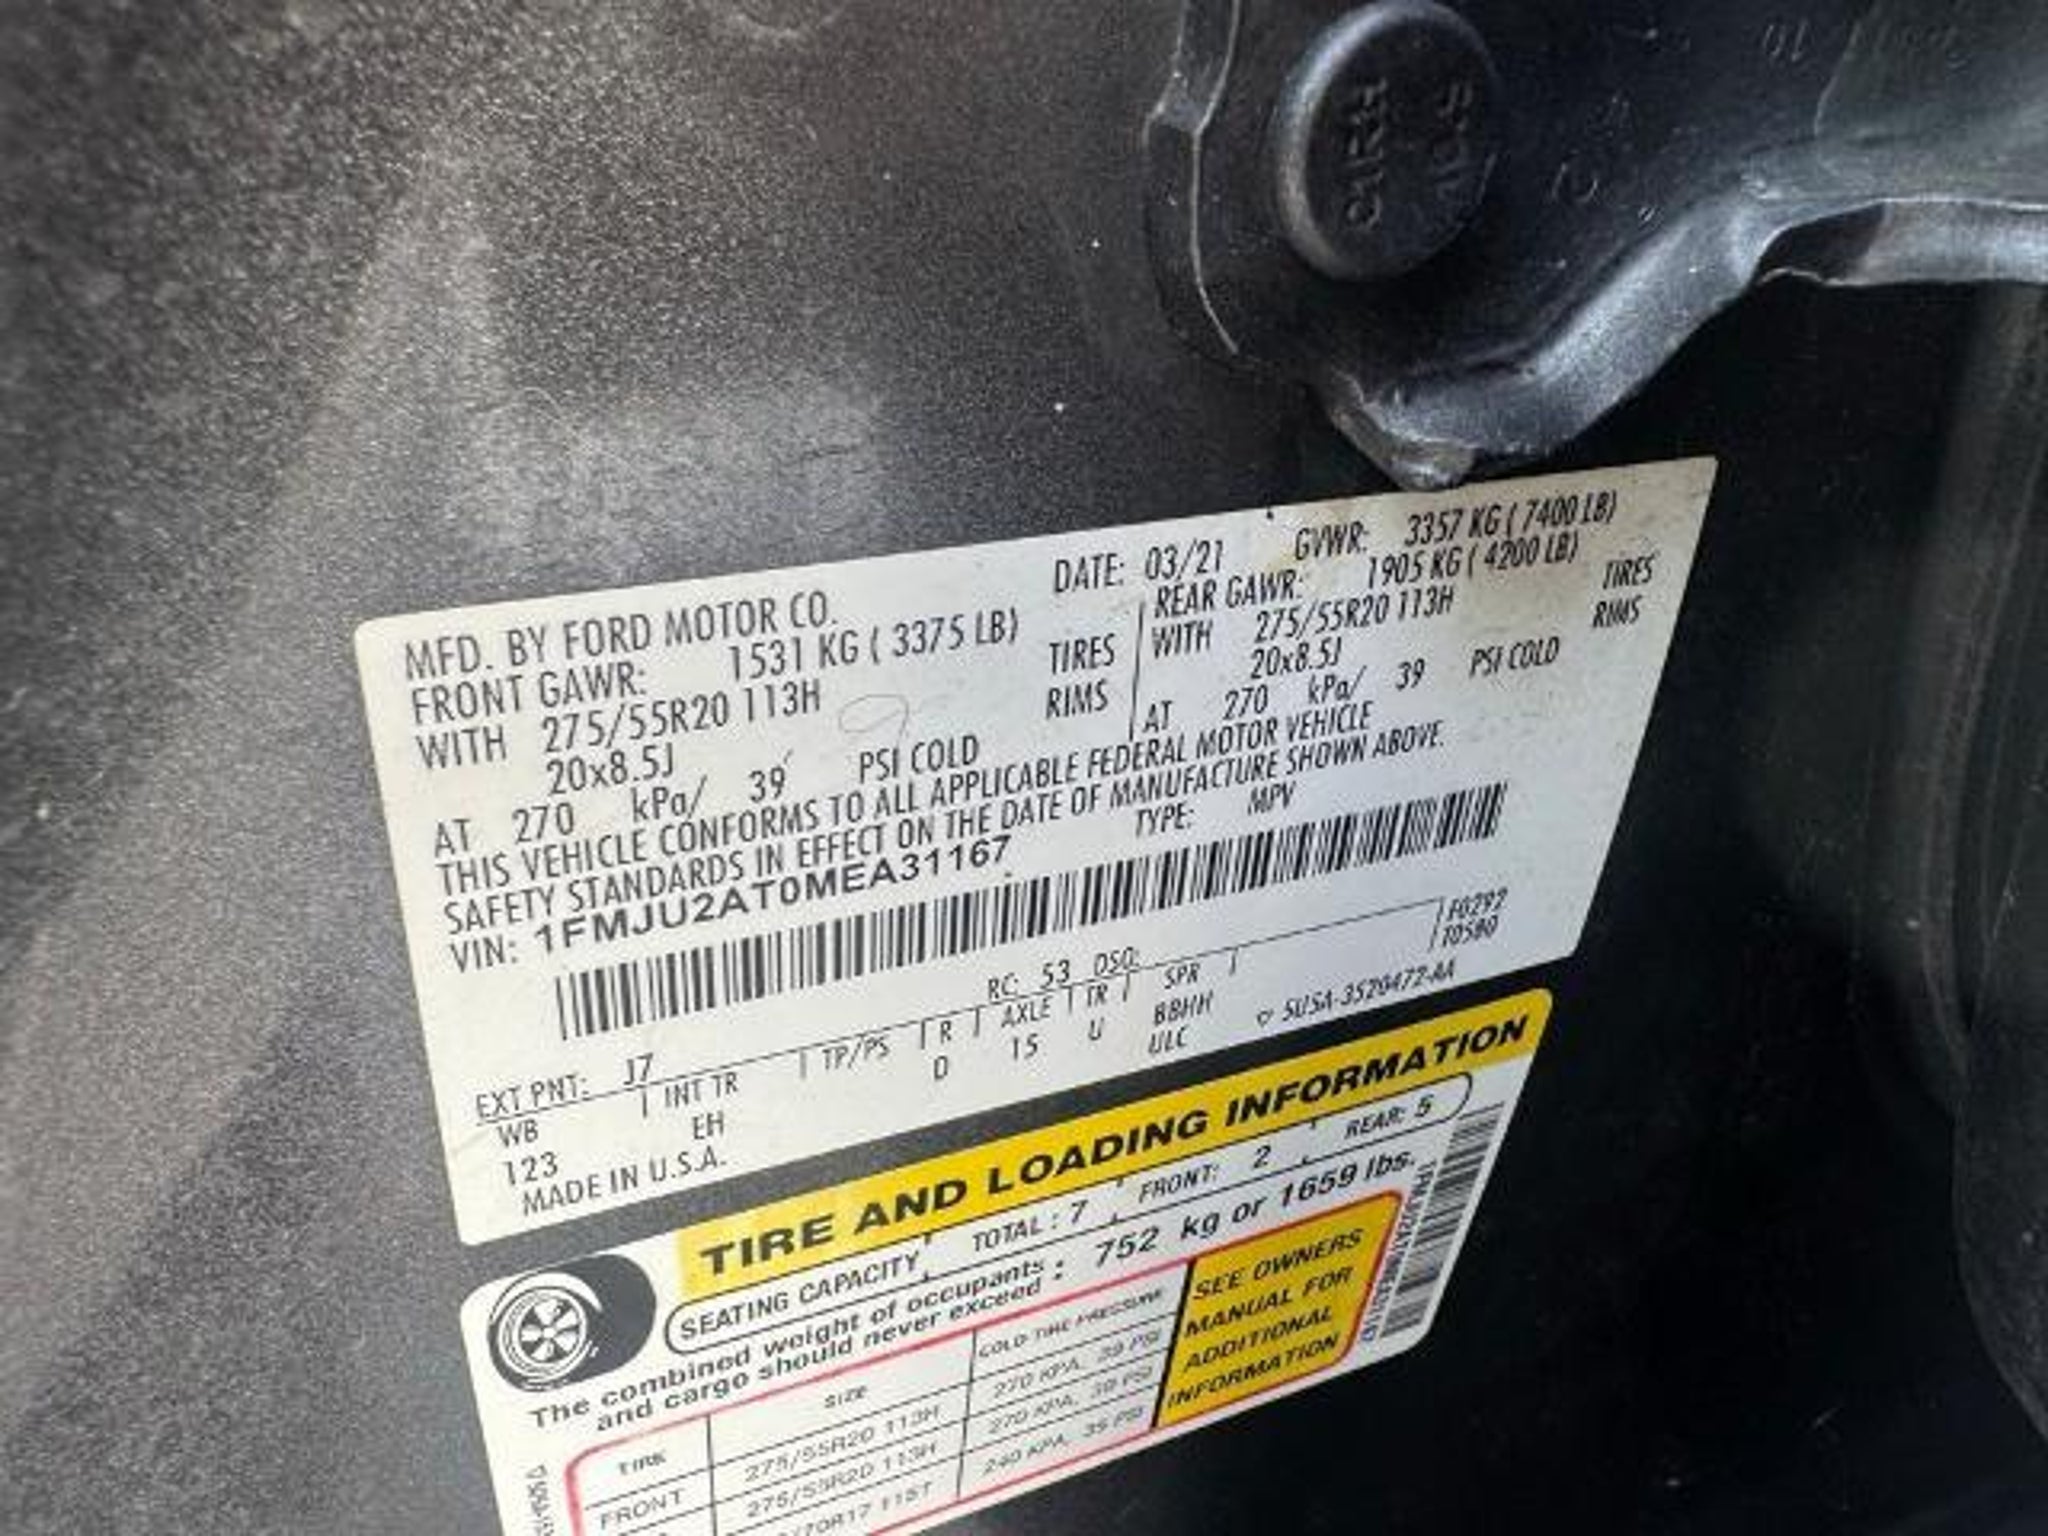 MFD. BY FORD MOTOR CO.
DATE: 03/21 GVWR: 3357 KG ( 7400 LB)
FRONT GAWR: 1531 KG ( 3375 LB)
WITH 275/55R20 113H TIRES
20x8.5J RIMS
AT 270 kPa/ 39 PSI COLD
REAR GAWR: 1905 KG ( 4200 LB)
WITH 275/55R20 113H TIRES
20x8.5J RIMS
AT 270 kPa/ 39 PSI COLD
THIS VEHICLE CONFORMS TO ALL APPLICABLE FEDERAL MOTOR VEHICLE
SAFETY STANDARDS IN EFFECT ON THE DATE OF MANUFACTURE SHOWN ABOVE.
VIN: 1FMJU2AT0MEA31167 TYPE: MPV
F0292
T0580
EXT PNT: J7 RC: 53 DSO:
WB INT TR TP/PS R AXLE TR SPR
123 EH D 15 U BBHH
ULC
MADE IN U.S.A. 5USA-3520472-AA
TIRE AND LOADING INFORMATION
SEATING CAPACITY TOTAL : 7 FRONT: 2 REAR: 5
The combined weight of occupants
and cargo should never exceed : 752 kg or 1659 lbs.
TIRE SIZE COLD TIRE PRESSURE
FRONT 275/55R20 113H 270 KPA, 39 PSI
275/55R20 113H 270 KPA, 39 PSI
/70R17 115T 240 KPA, 35 PSI
SEE OWNERS
MANUAL FOR
ADDITIONAL
INFORMATION